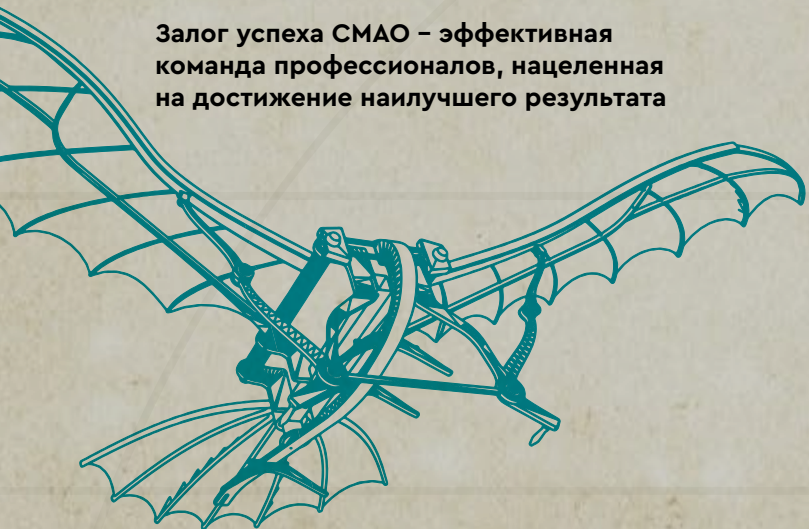 Залог успеха СМАО – эффективная
команда профессионалов, нацеленная
на достижение наилучшего результата